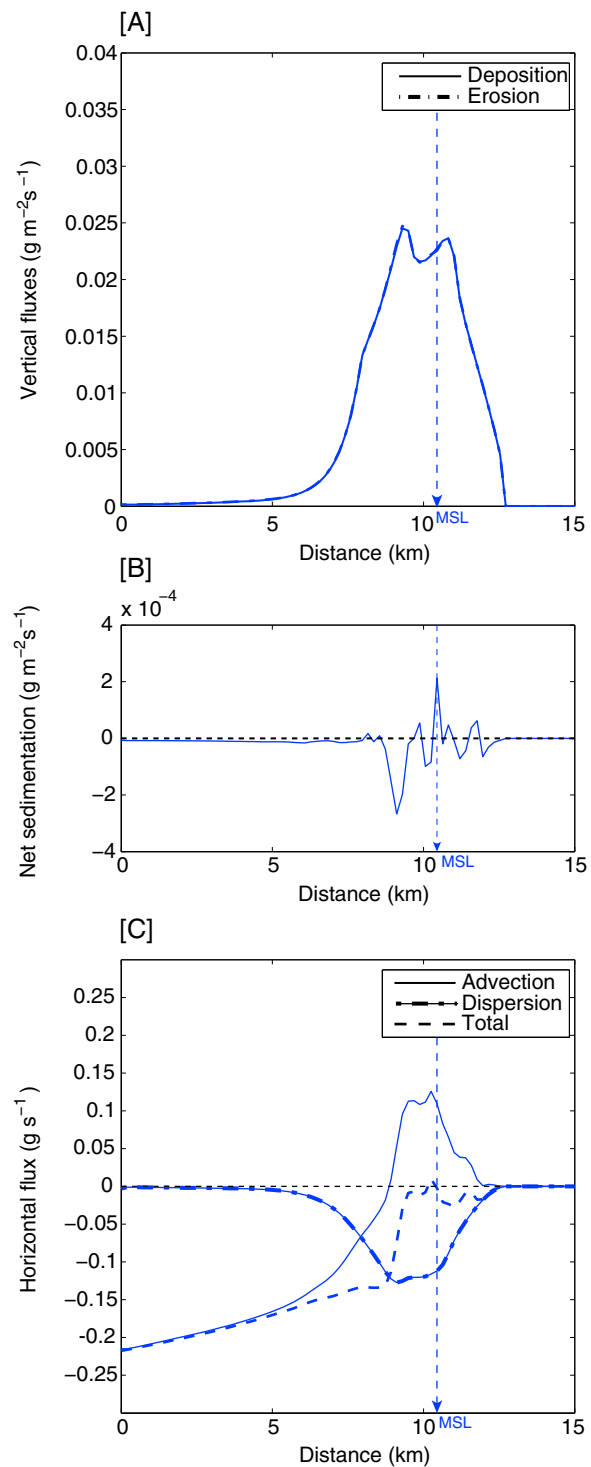 [A]
0.04
0.035
0.03
0.025
0.02
0.015
0.01
0.005
0
Vertical fluxes (g m−2s−1)
Deposition
Erosion
0 5 10 15
MSL
Distance (km)
[B]
x 10−4
4
2
0
−2
−4
Net sedimentation (g m−2s−1)
0 5 10 15
MSL
Distance (km)
[C]
0.25
0.2
0.15
0.1
0.05
0
−0.05
−0.1
−0.15
−0.2
−0.25
Horizontal flux (g s−1)
Advection
Dispersion
Total
0 5 10 15
MSL
Distance (km)